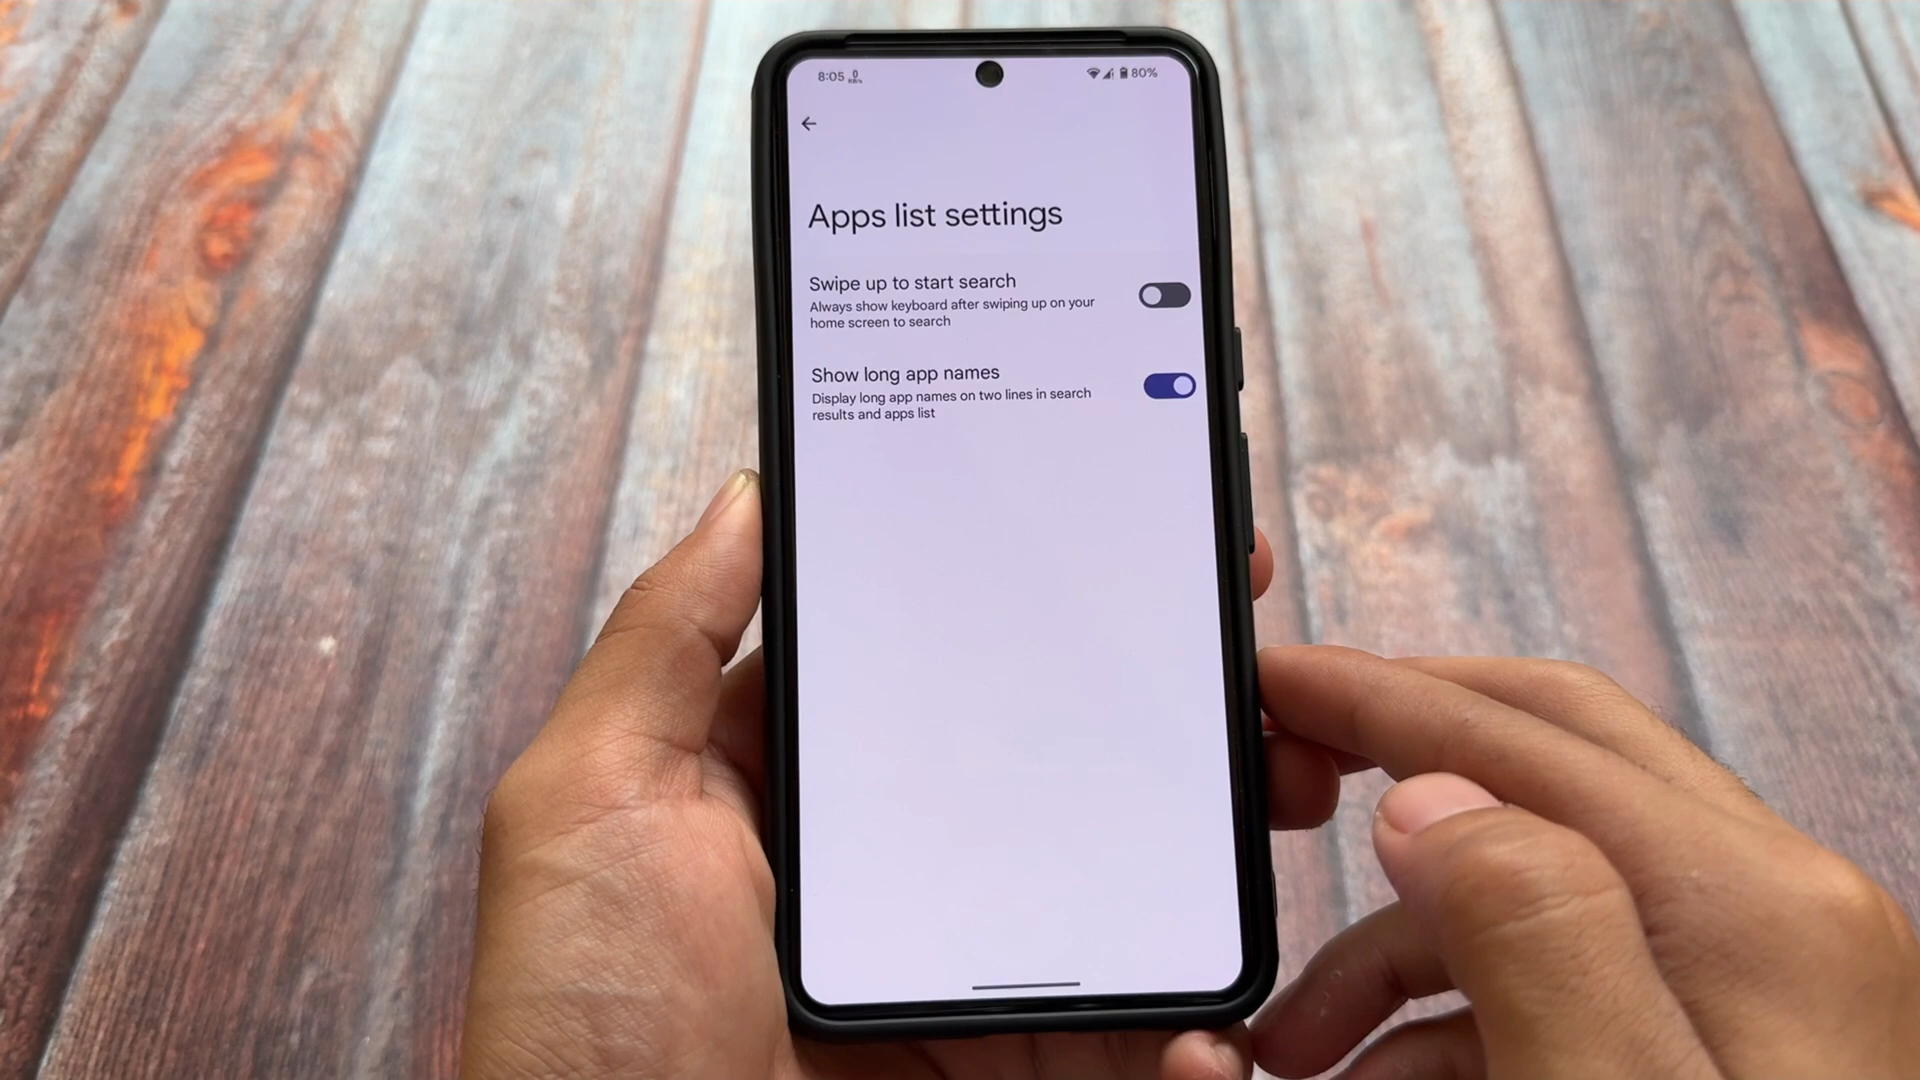 8:05 0 KB/s 80%
Apps list settings
Swipe up to start search
Always show keyboard after swiping up on your
home screen to search
Show long app names
Display long app names on two lines in search
results and apps list